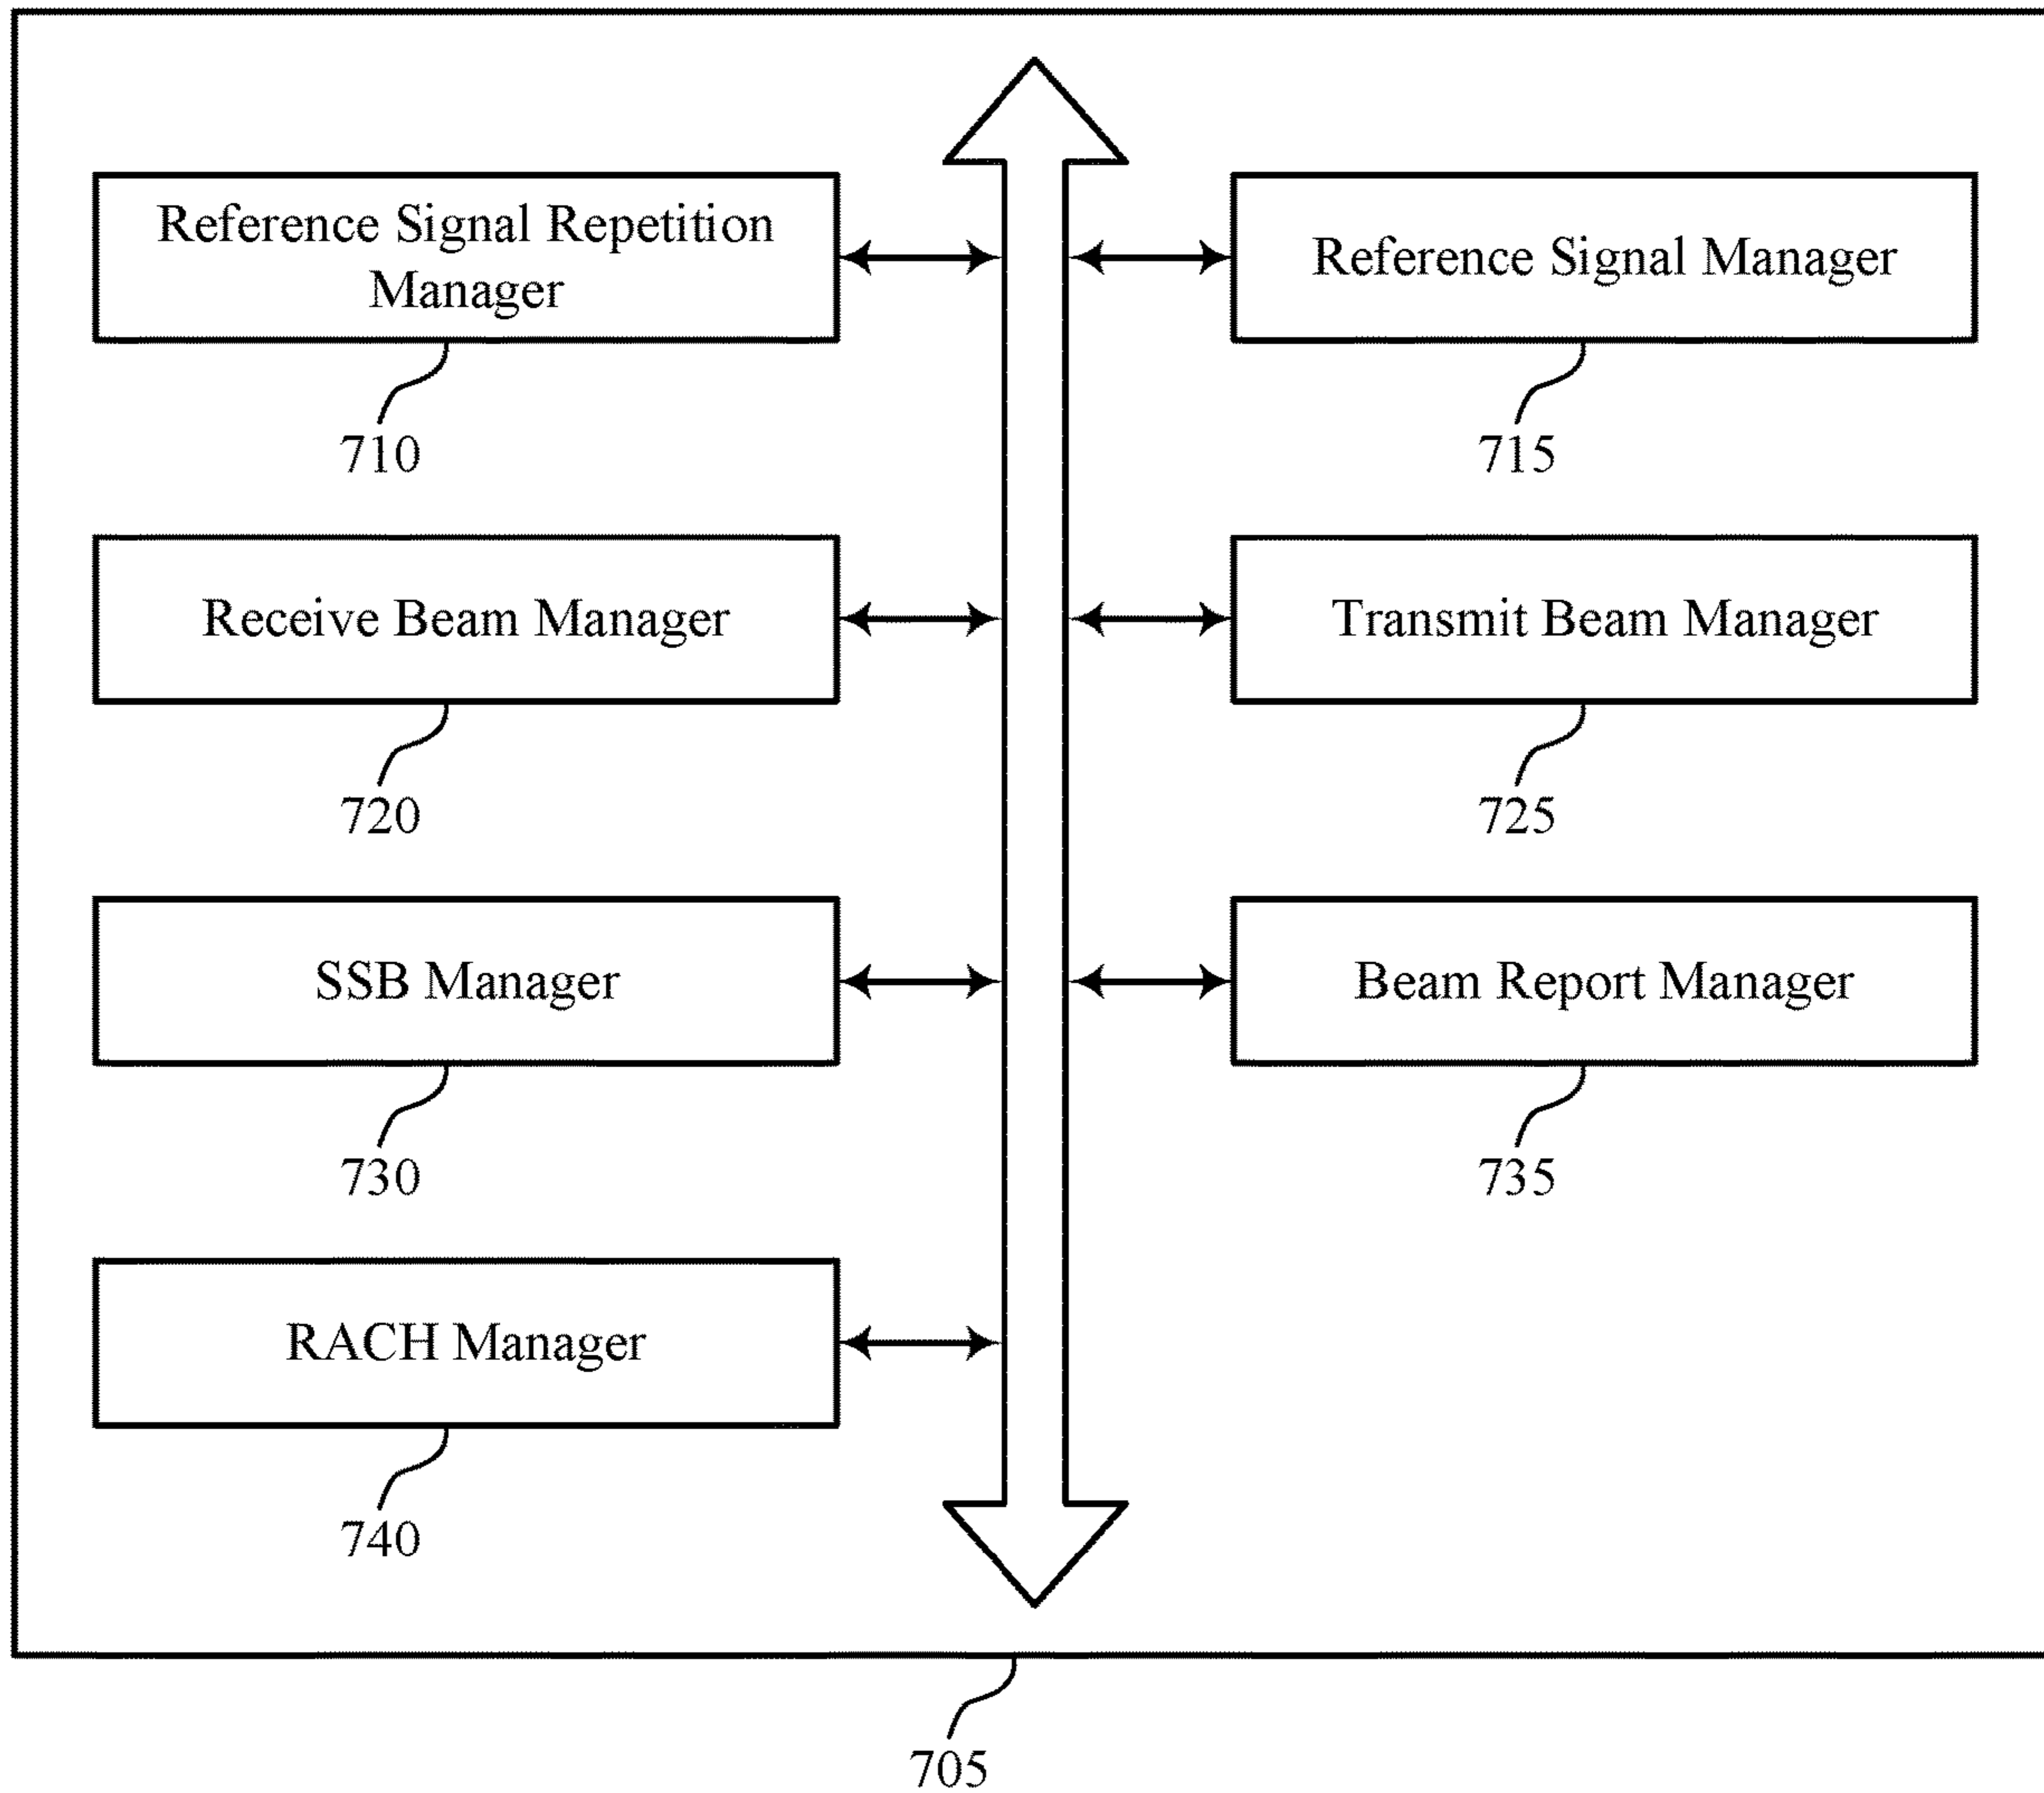 Reference Signal Repetition
Manager
Reference Signal Manager
710
715
Receive Beam Manager
Transmit Beam Manager
720
725
SSB Manager
Beam Report Manager
730
735
RACH Manager
740
705